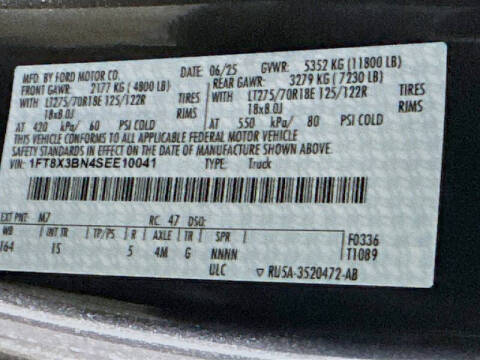 MFD. BY FORD MOTOR CO. DATE: 06/25 GVWR: 5352 KG (11800 LB)
FRONT GAWR: 2177 KG (4800 LB) REAR GAWR: 3279 KG (7230 LB)
WITH LT275/70R18E 125/122R TIRES WITH LT275/70R18E 125/122R TIRES
18x8.0J RIMS 18x8.0J RIMS
AT 420 kPa/ 60 PSI COLD AT 550 kPa/ 80 PSI COLD
THIS VEHICLE CONFORMS TO ALL APPLICABLE FEDERAL MOTOR VEHICLE
SAFETY STANDARDS IN EFFECT ON THE DATE OF MANUFACTURE SHOWN ABOVE.
VIN: 1FT8X3BN4SEE10041 TYPE: Truck
EXT PNT: M7 RC: 47 DSO: F0336
WB INT TR TP/PS R AXLE TR SPR T1089
164 IS 5 4M G NNNN
ULC RU5A-3520472-AB